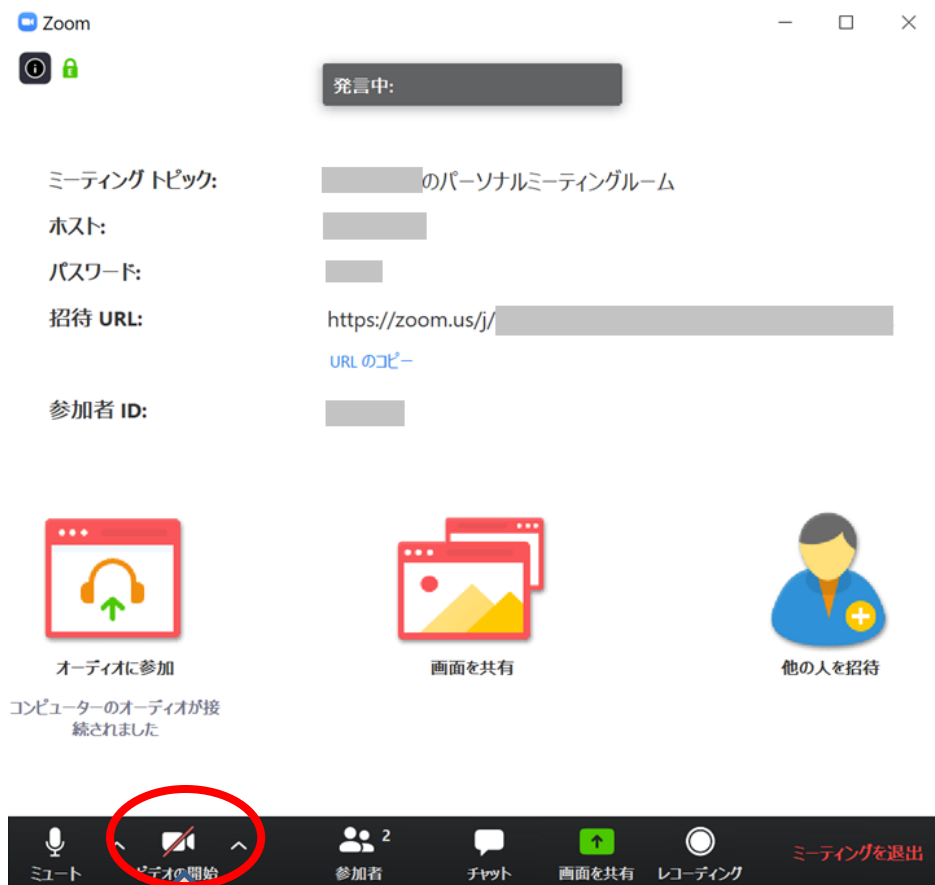 Zoom
発言中:
ミーティング トピック:
のパーソナルミーティングルーム
ホスト:
パスワード:
招待 URL:
https://zoom.us/j/
URL のコピー
参加者 ID:
オーディオに参加
画面を共有
他の人を招待
コンピューターのオーディオが接
続されました
2
ミュート
ビデオの開始
参加者
チャット
画面を共有
レコーディング
ミーティングを退出